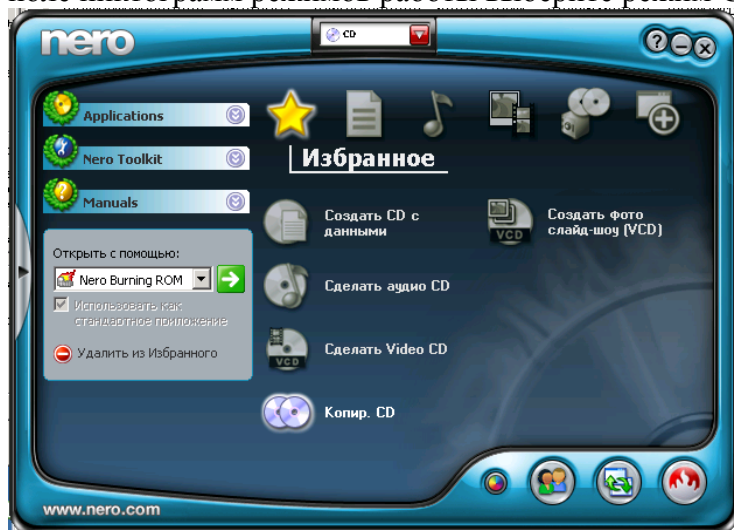 nero
CD
Applications
Nero Toolkit
Manuals
Избранное
Создать CD с
данными
Создать фото
слайд-шоу (VCD)
VCD
Сделать аудио CD
Сделать Video CD
VCD
Копир. CD
Открыть с помощью:
Nero Burning ROM
Использовать как
стандартное приложение
Удалить из Избранного
www.nero.com